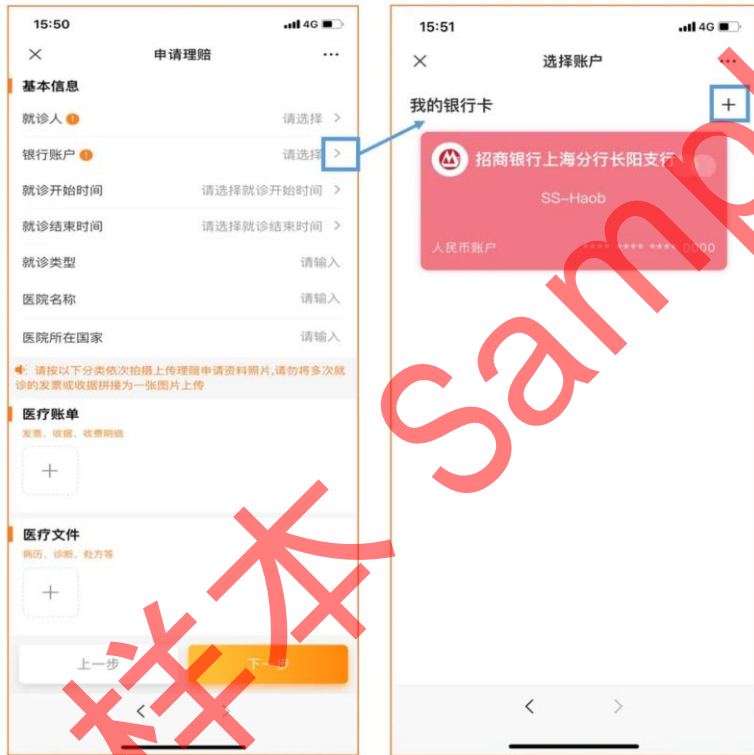 15:50
4G
申请理赔
基本信息
就诊人
请选择
银行账户
请选择
就诊开始时间
请选择就诊开始时间
就诊结束时间
请选择就诊结束时间
就诊类型
请输入
医院名称
请输入
医院所在国家
请输入
请按以下分类依次拍摄上传理赔申请资料照片,请勿将多次就
诊的发票或收据拼接为一张图片上传
医疗账单
发票、收据、收费明细
医疗文件
病历、诊断、处方等
上一步
下一步
15:51
4G
选择账户
我的银行卡
招商银行上海分行长阳支行
SS-Haob
人民币账户
**** **** **** 0000
样本 Sample